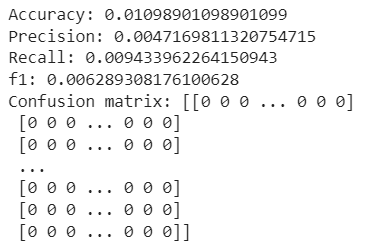 Accuracy: 0.01098901098901099
Precision: 0.0047169811320754715
Recall: 0.009433962264150943
f1: 0.006289308176100628
Confusion matrix: [[0 0 0 ... 0 0 0]
 [0 0 0 ... 0 0 0]
 [0 0 0 ... 0 0 0]
 ...
 [0 0 0 ... 0 0 0]
 [0 0 0 ... 0 0 0]
 [0 0 0 ... 0 0 0]]